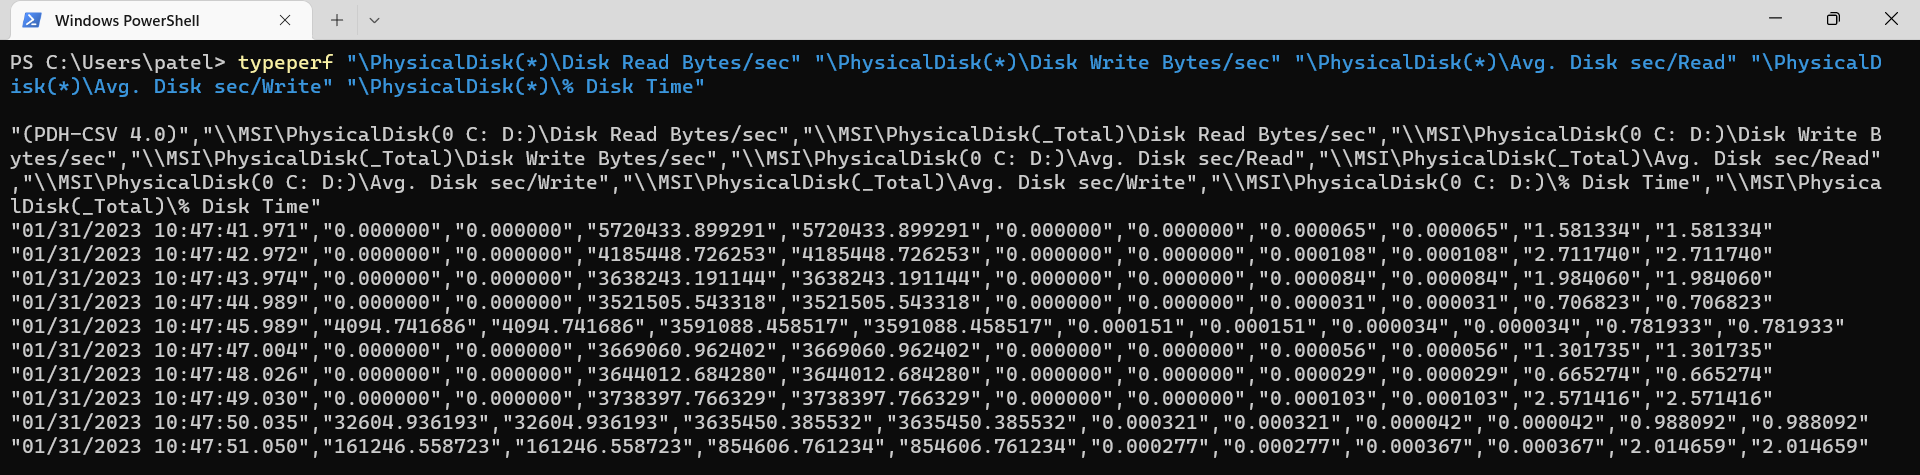 Windows PowerShell
PS C:\Users\patel> typeperf "\PhysicalDisk(*)\Disk Read Bytes/sec" "\PhysicalDisk(*)\Disk Write Bytes/sec" "\PhysicalDisk(*)\Avg. Disk sec/Read" "\PhysicalD
isk(*)\Avg. Disk sec/Write" "\PhysicalDisk(*)\% Disk Time"
"(PDH-CSV 4.0)","\\MSI\PhysicalDisk(0 C: D:)\Disk Read Bytes/sec","\\MSI\PhysicalDisk(_Total)\Disk Read Bytes/sec","\\MSI\PhysicalDisk(0 C: D:)\Disk Write B
ytes/sec","\\MSI\PhysicalDisk(_Total)\Disk Write Bytes/sec","\\MSI\PhysicalDisk(0 C: D:)\Avg. Disk sec/Read","\\MSI\PhysicalDisk(_Total)\Avg. Disk sec/Read"
,"\\MSI\PhysicalDisk(0 C: D:)\Avg. Disk sec/Write","\\MSI\PhysicalDisk(_Total)\Avg. Disk sec/Write","\\MSI\PhysicalDisk(0 C: D:)\% Disk Time","\\MSI\Physica
lDisk(_Total)\% Disk Time"
"01/31/2023 10:47:41.971","0.000000","0.000000","5720433.899291","5720433.899291","0.000000","0.000000","0.000065","0.000065","1.581334","1.581334"
"01/31/2023 10:47:42.972","0.000000","0.000000","4185448.726253","4185448.726253","0.000000","0.000000","0.000108","0.000108","2.711740","2.711740"
"01/31/2023 10:47:43.974","0.000000","0.000000","3638243.191144","3638243.191144","0.000000","0.000000","0.000084","0.000084","1.984060","1.984060"
"01/31/2023 10:47:44.989","0.000000","0.000000","3521505.543318","3521505.543318","0.000000","0.000000","0.000031","0.000031","0.706823","0.706823"
"01/31/2023 10:47:45.989","4094.741686","4094.741686","3591088.458517","3591088.458517","0.000151","0.000151","0.000034","0.000034","0.781933","0.781933"
"01/31/2023 10:47:47.004","0.000000","0.000000","3669060.962402","3669060.962402","0.000000","0.000000","0.000056","0.000056","1.301735","1.301735"
"01/31/2023 10:47:48.026","0.000000","0.000000","3644012.684280","3644012.684280","0.000000","0.000000","0.000029","0.000029","0.665274","0.665274"
"01/31/2023 10:47:49.030","0.000000","0.000000","3738397.766329","3738397.766329","0.000000","0.000000","0.000103","0.000103","2.571416","2.571416"
"01/31/2023 10:47:50.035","32604.936193","32604.936193","3635450.385532","3635450.385532","0.000321","0.000321","0.000042","0.000042","0.988092","0.988092"
"01/31/2023 10:47:51.050","161246.558723","161246.558723","854606.761234","854606.761234","0.000277","0.000277","0.000367","0.000367","2.014659","2.014659"